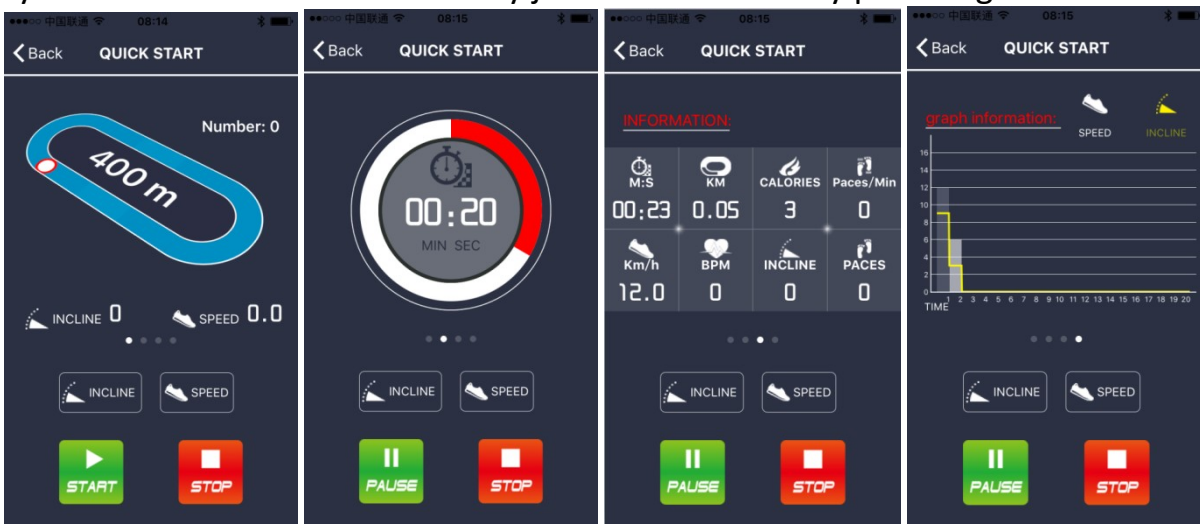 中国联通 08:14
Back QUICK START
Number: 0
400 m
INCLINE 0 SPEED 0.0
INCLINE SPEED
START STOP
中国联通 08:15
Back QUICK START
00:20
MIN SEC
INCLINE SPEED
PAUSE STOP
中国联通 08:15
Back QUICK START
INFORMATION:
M:S KM CALORIES Paces/Min
00:23 0.05 3 0
Km/h BPM INCLINE PACES
12.0 0 0 0
INCLINE SPEED
PAUSE STOP
中国联通 08:15
Back QUICK START
graph information:
SPEED INCLINE
16
14
12
10
8
6
4
2
0
TIME 1 2 3 4 5 6 7 8 9 10 11 12 13 14 15 16 17 18 19 20
INCLINE SPEED
PAUSE STOP